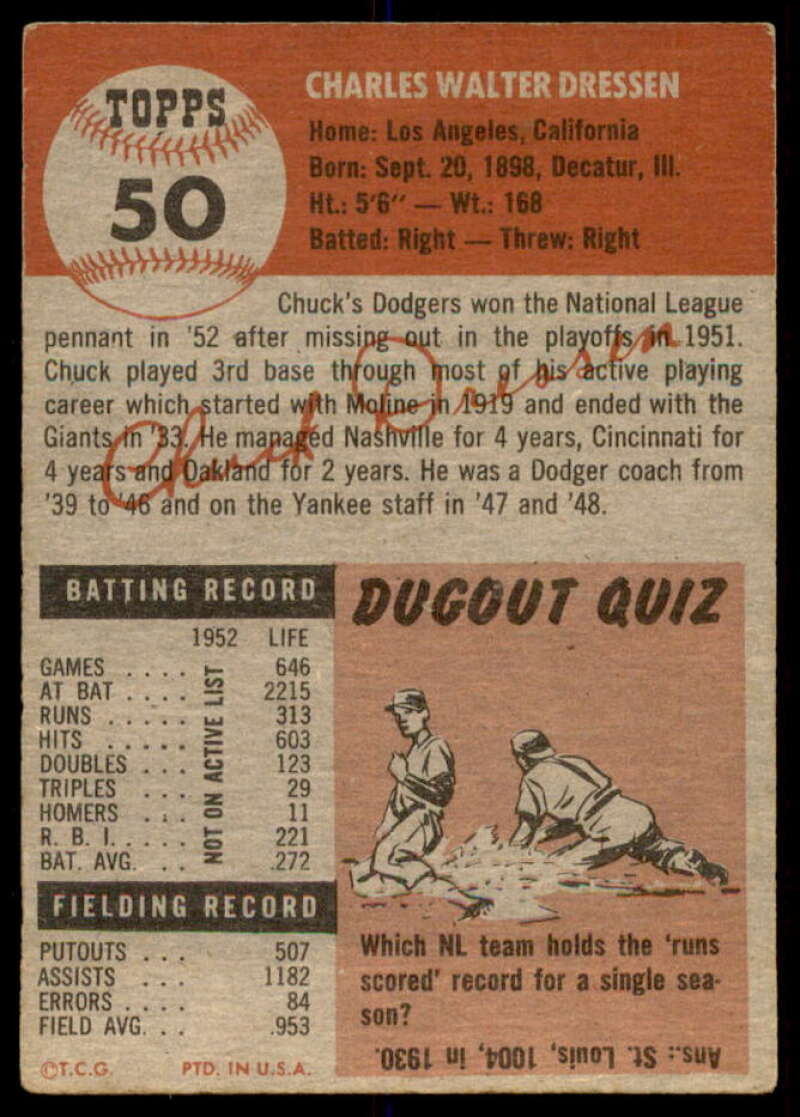 TOPPS
50
CHARLES WALTER DRESSEN
Home: Los Angeles, California
Born: Sept. 20, 1898, Decatur, Ill.
Ht.: 5'6" — Wt.: 168
Batted: Right — Threw: Right
Chuck's Dodgers won the National League
pennant in '52 after missing out in the playoffs in 1951.
Chuck played 3rd base through most of his active playing
career which started with Moline in 1919 and ended with the
Giants in '33. He managed Nashville for 4 years, Cincinnati for
4 years and Oakland for 2 years. He was a Dodger coach from
'39 to '46 and on the Yankee staff in '47 and '48.
Chuck Dressen
BATTING RECORD
1952 LIFE
GAMES . . . . 646
AT BAT . . . . 2215
RUNS . . . . . 313
HITS . . . . . 603
DOUBLES . . . 123
TRIPLES . . . 29
HOMERS . . . 11
R. B. I. . . . . 221
BAT. AVG. . . .272
NOT ON ACTIVE LIST
FIELDING RECORD
PUTOUTS . . . 507
ASSISTS . . . 1182
ERRORS . . . . 84
FIELD AVG. . . .953
©T.C.G. PTD. IN U.S.A.
DUGOUT QUIZ
Which NL team holds the 'runs
scored' record for a single sea-
son?
Ans.: St. Louis, 1004, in 1930.